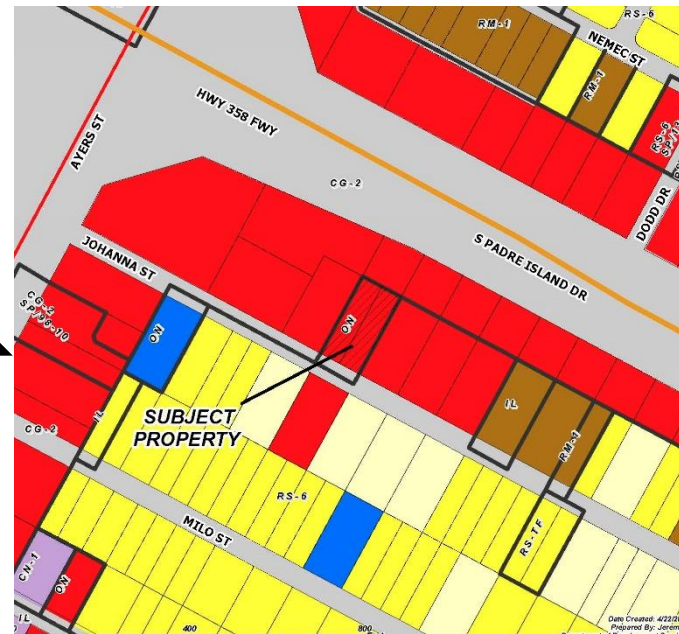 RS-6
RM-1
NEMEC ST
RM-1
RS-6
SP/13
HWY 358 FWY
AYERS ST
CG-2
DODD DR
S PADRE ISLAND DR
JOHANNA ST
CG-2
SP/96-10
ON
ON
SUBJECT
PROPERTY
IL
IL
RM-1
CG-2
RS-6
RS-TF
MILO ST
CN-1
ON
IL
400
800
Date Created: 4/22/2
Prepared By: Jerem